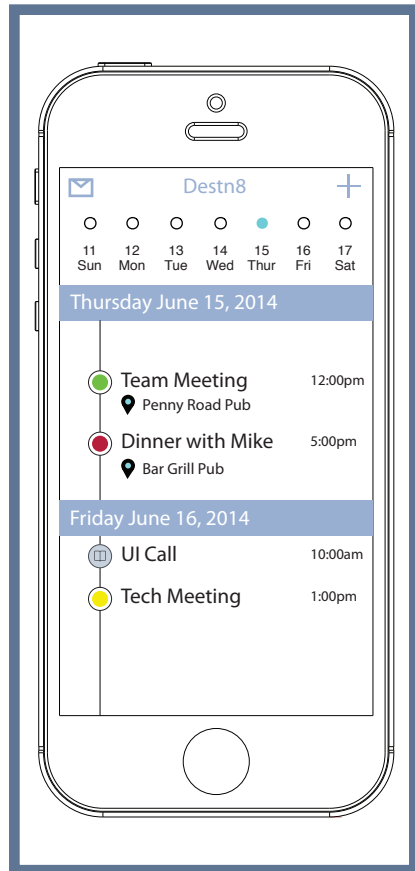 Destn8
11 12 13 14 15 16 17
Sun Mon Tue Wed Thur Fri Sat
Thursday June 15, 2014
Team Meeting 12:00pm
Penny Road Pub
Dinner with Mike 5:00pm
Bar Grill Pub
Friday June 16, 2014
UI Call 10:00am
Tech Meeting 1:00pm